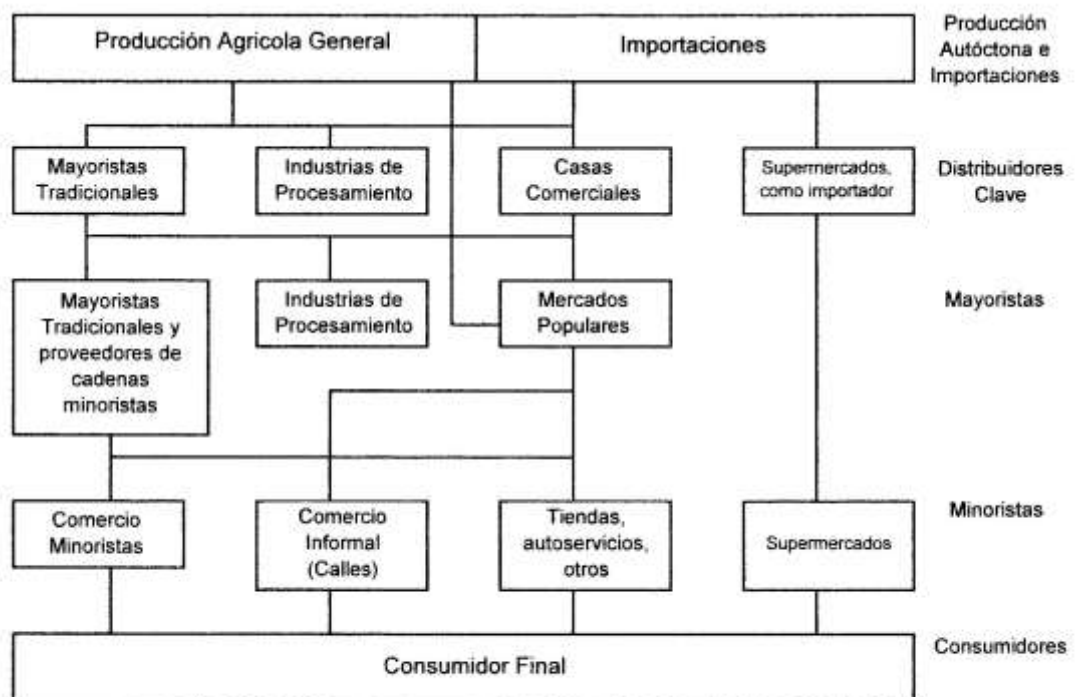 Producción Agricola General
Importaciones
Producción
Autóctona e
Importaciones
Mayoristas
Tradicionales
Industrias de
Procesamiento
Casas
Comerciales
Supermercados,
como importador
Distribuidores
Clave
Mayoristas
Tradicionales y
proveedores de
cadenas
minoristas
Industrias de
Procesamiento
Mercados
Populares
Mayoristas
Comercio
Minoristas
Comercio
Informal
(Calles)
Tiendas,
autoservicios,
otros
Supermercados
Minoristas
Consumidor Final
Consumidores